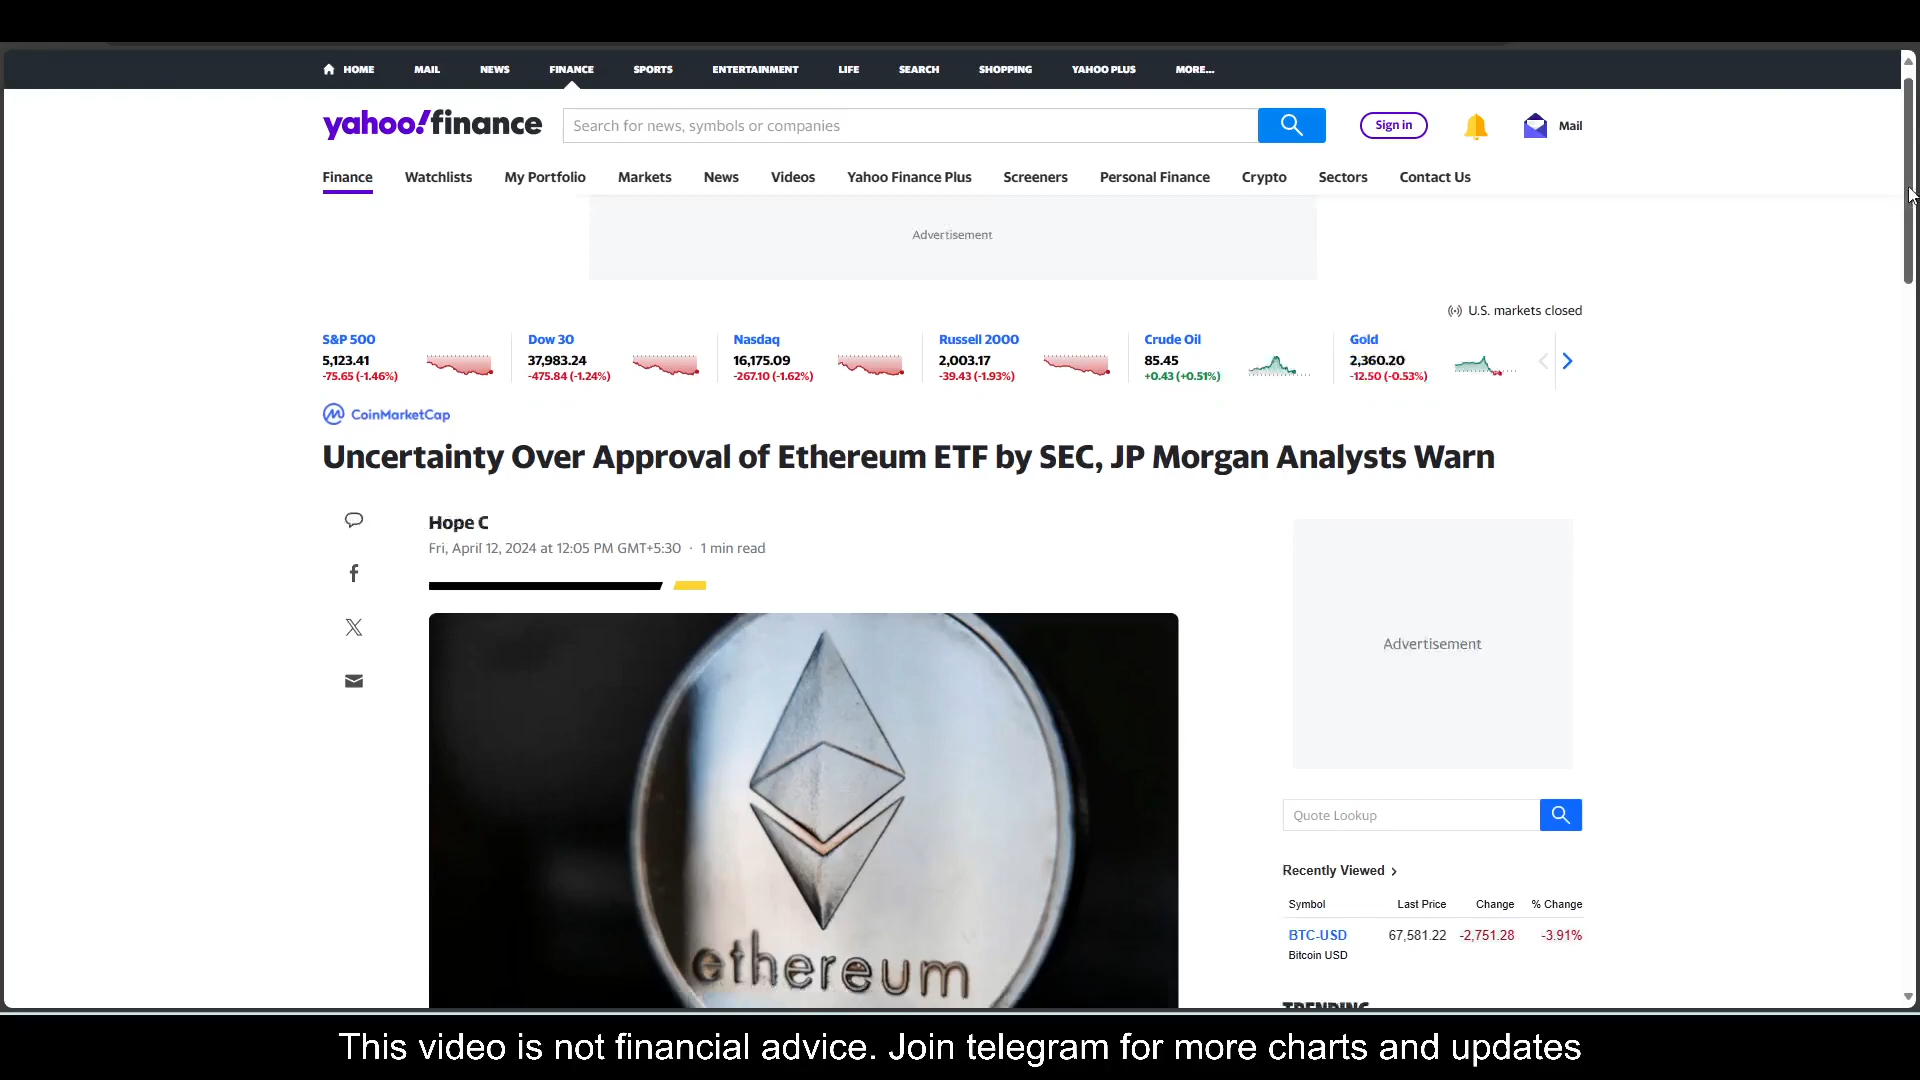 HOME MAIL NEWS FINANCE SPORTS ENTERTAINMENT LIFE SEARCH SHOPPING YAHOO PLUS MORE...
yahoo!finance
Search for news, symbols or companies
Sign in
Mail
Finance Watchlists My Portfolio Markets News Videos Yahoo Finance Plus Screeners Personal Finance Crypto Sectors Contact Us
Advertisement
U.S. markets closed
S&P 500 Dow 30 Nasdaq Russell 2000 Crude Oil Gold
5,123.41 37,983.24 16,175.09 2,003.17 85.45 2,360.20
-75.65 (-1.46%) -475.84 (-1.24%) -267.10 (-1.62%) -39.43 (-1.93%) +0.43 (+0.51%) -12.50 (-0.53%)
CoinMarketCap
Uncertainty Over Approval of Ethereum ETF by SEC, JP Morgan Analysts Warn
Hope C
Fri, April 12, 2024 at 12:05 PM GMT+5:30 · 1 min read
ethereum
Advertisement
Quote Lookup
Recently Viewed
Symbol Last Price Change % Change
BTC-USD 67,581.22 -2,751.28 -3.91%
Bitcoin USD
TRENDING
This video is not financial advice. Join telegram for more charts and updates